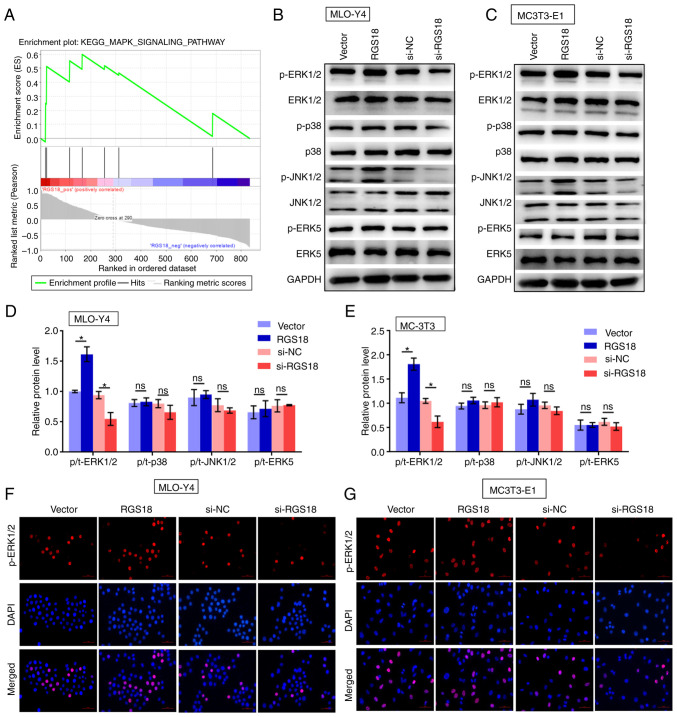 A
Enrichment plot: KEGG_MAPK_SIGNALING_PATHWAY
Enrichment score (ES)
0.6
0.5
0.4
0.3
0.2
0.1
0.0
'RGS18_pos' (positively correlated)
Ranked list metric (Pearson)
1.0
0.5
0.0
−0.5
−1.0
Zero cross at 290
'RGS18_neg' (negatively correlated)
0 100 200 300 400 500 600 700 800
Ranked in ordered dataset
Enrichment profile Hits Ranking metric scores
B
MLO-Y4
Vector RGS18 si-NC si-RGS18
p-ERK1/2
ERK1/2
p-p38
p38
p-JNK1/2
JNK1/2
p-ERK5
ERK5
GAPDH
C
MC3T3-E1
Vector RGS18 si-NC si-RGS18
p-ERK1/2
ERK1/2
p-p38
p38
p-JNK1/2
JNK1/2
p-ERK5
ERK5
GAPDH
D
MLO-Y4
Relative protein level
2.0
1.5
1.0
0.5
0.0
* * ns ns ns ns ns ns
Vector
RGS18
si-NC
si-RGS18
p/t-ERK1/2 p/t-p38 p/t-JNK1/2 p/t-ERK5
E
MC-3T3
Relative protein level
2.5
2.0
1.5
1.0
0.5
0.0
* * ns ns ns ns ns ns
Vector
RGS18
si-NC
si-RGS18
p/t-ERK1/2 p/t-p38 p/t-JNK1/2 p/t-ERK5
F
MLO-Y4
Vector RGS18 si-NC si-RGS18
p-ERK1/2
DAPI
Merged
G
MC3T3-E1
Vector RGS18 si-NC si-RGS18
p-ERK1/2
DAPI
Merged